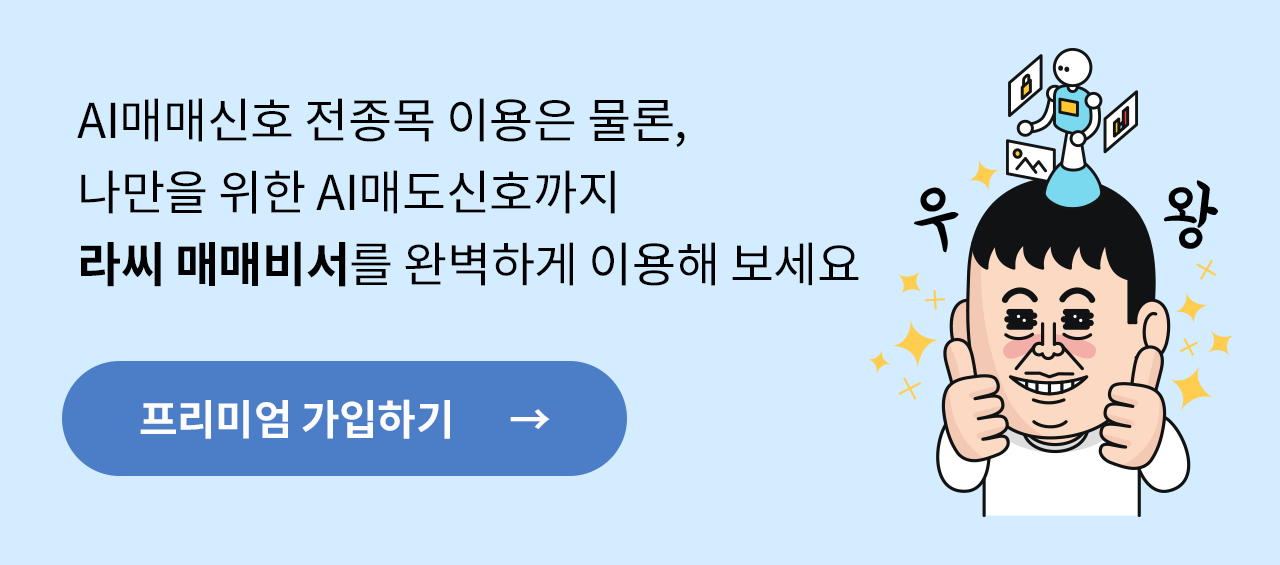 AI매매신호 전종목 이용은 물론,
나만을 위한 AI매도신호까지
라씨 매매비서를 완벽하게 이용해 보세요
프리미엄 가입하기 →
우 왕